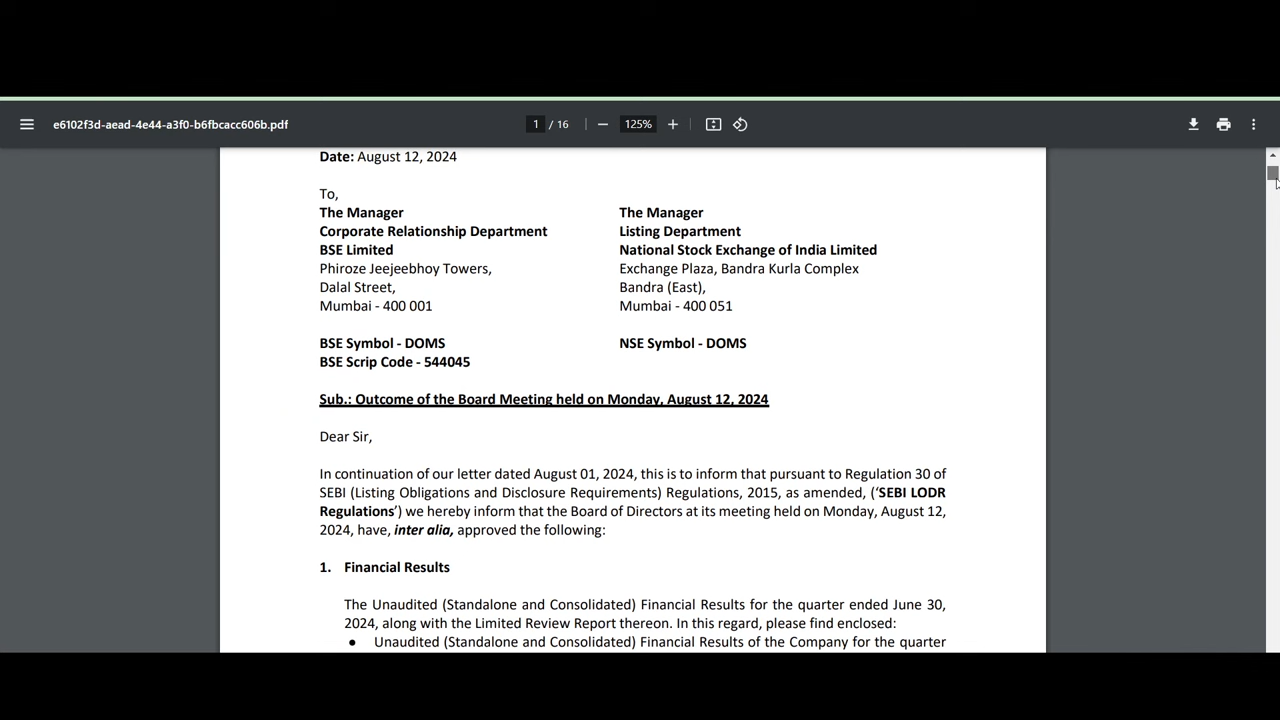 e6102f3d-aead-4e44-a3f0-b6fbcacc606b.pdf
1 / 16
125%
Date: August 12, 2024
To,
The Manager
Corporate Relationship Department
BSE Limited
Phiroze Jeejeebhoy Towers,
Dalal Street,
Mumbai - 400 001
The Manager
Listing Department
National Stock Exchange of India Limited
Exchange Plaza, Bandra Kurla Complex
Bandra (East),
Mumbai - 400 051
BSE Symbol - DOMS
BSE Scrip Code - 544045
NSE Symbol - DOMS
Sub.: Outcome of the Board Meeting held on Monday, August 12, 2024
Dear Sir,
In continuation of our letter dated August 01, 2024, this is to inform that pursuant to Regulation 30 of
SEBI (Listing Obligations and Disclosure Requirements) Regulations, 2015, as amended, (‘SEBI LODR
Regulations’) we hereby inform that the Board of Directors at its meeting held on Monday, August 12,
2024, have, inter alia, approved the following:
1. Financial Results
The Unaudited (Standalone and Consolidated) Financial Results for the quarter ended June 30,
2024, along with the Limited Review Report thereon. In this regard, please find enclosed:
● Unaudited (Standalone and Consolidated) Financial Results of the Company for the quarter